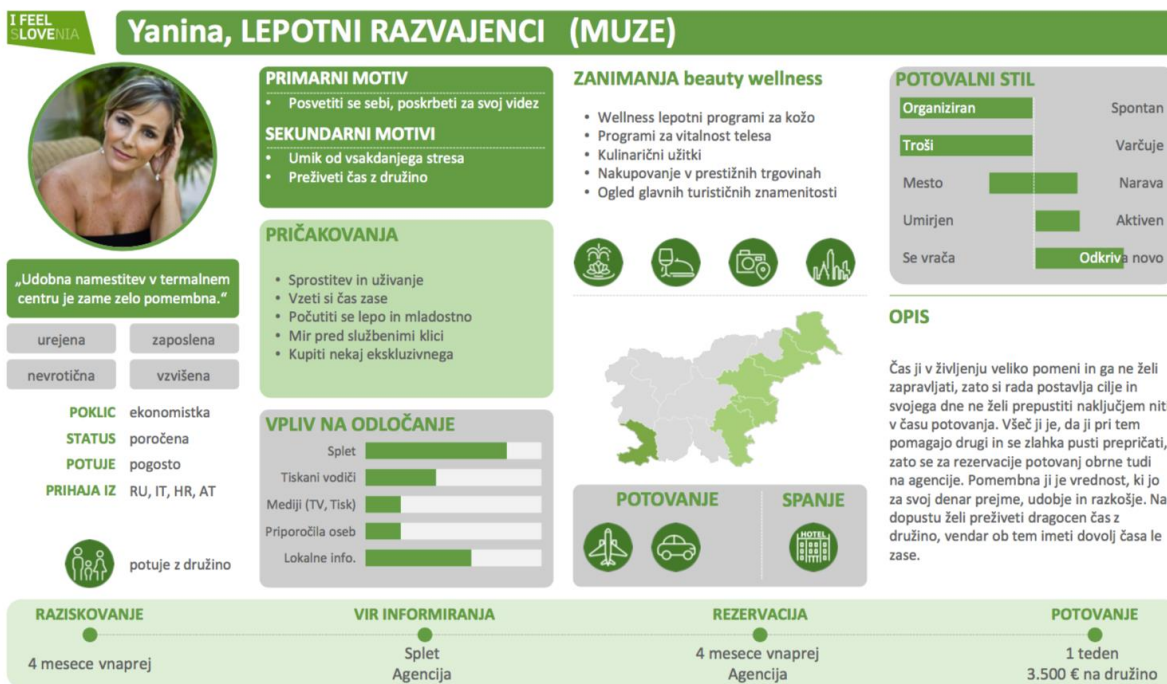 I FEEL
SLOVENIA
Yanina, LEPOTNI RAZVAJENCI (MUZE)
„Udobna namestitev v termalnem
centru je zame zelo pomembna.“
urejena
zaposlena
nevrotična
vzvišena
POKLIC ekonomistka
STATUS poročena
POTUJE pogosto
PRIHAJA IZ RU, IT, HR, AT
potuje z družino
PRIMARNI MOTIV
• Posvetiti se sebi, poskrbeti za svoj videz
SEKUNDARNI MOTIVI
• Umik od vsakdanjega stresa
• Preživeti čas z družino
PRIČAKOVANJA
• Sprostitev in uživanje
• Vzeti si čas zase
• Počutiti se lepo in mladostno
• Mir pred službenimi klici
• Kupiti nekaj ekskluzivnega
VPLIV NA ODLOČANJE
Splet
Tiskani vodiči
Mediji (TV, Tisk)
Priporočila oseb
Lokalne info.
ZANIMANJA beauty wellness
• Wellness lepotni programi za kožo
• Programi za vitalnost telesa
• Kulinarični užitki
• Nakupovanje v prestižnih trgovinah
• Ogled glavnih turističnih znamenitosti
POTOVANJE
SPANJE
HOTEL
POTOVALNI STIL
Organiziran Spontan
Troši Varčuje
Mesto Narava
Umirjen Aktiven
Se vrača Odkriva novo
OPIS
Čas ji v življenju veliko pomeni in ga ne želi
zapravljati, zato si rada postavlja cilje in
svojega dne ne želi prepustiti naključjem niti
v času potovanja. Všeč ji je, da ji pri tem
pomagajo drugi in se zlahka pusti prepričati,
zato se za rezervacije potovanj obrne tudi
na agencije. Pomembna ji je vrednost, ki jo
za svoj denar prejme, udobje in razkošje. Na
dopustu želi preživeti dragocen čas z
družino, vendar ob tem imeti dovolj časa le
zase.
RAZISKOVANJE
4 mesece vnaprej
VIR INFORMIRANJA
Splet
Agencija
REZERVACIJA
4 mesece vnaprej
Agencija
POTOVANJE
1 teden
3.500 € na družino